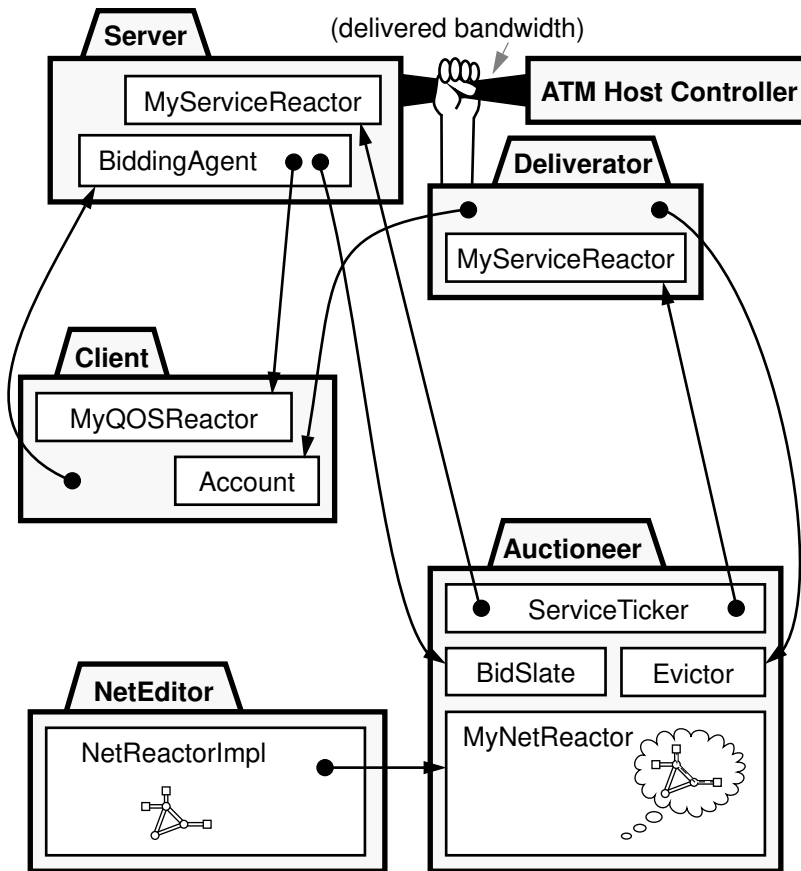 Server
(delivered bandwidth)
MyServiceReactor
ATM Host Controller
BiddingAgent
Deliverator
MyServiceReactor
Client
MyQOSReactor
Account
Auctioneer
ServiceTicker
BidSlate
Evictor
NetEditor
NetReactorImpl
MyNetReactor